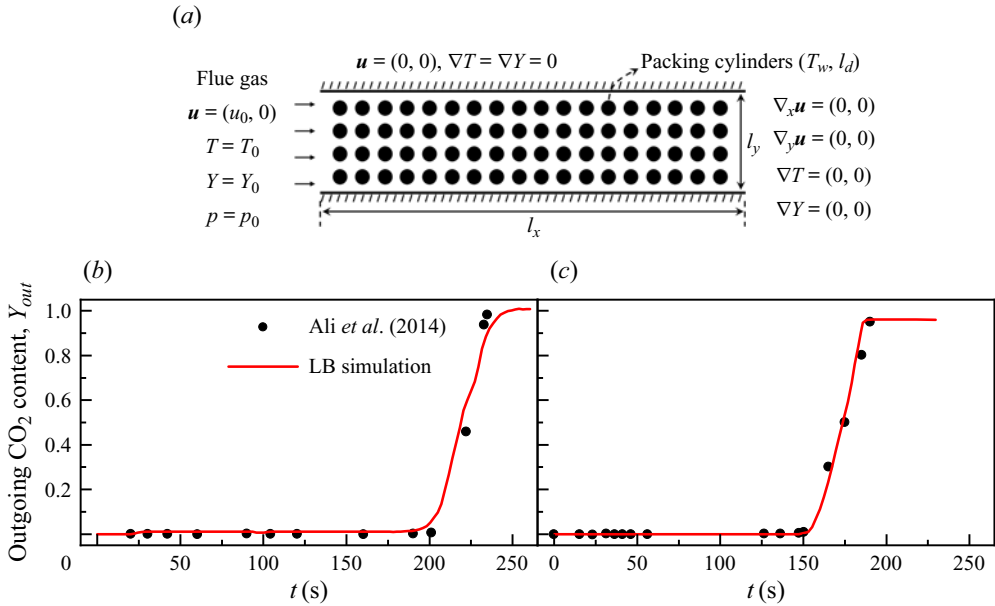 (a)
u = (0, 0), ∇T = ∇Y = 0
Packing cylinders (T_w, l_d)
Flue gas
u = (u_0, 0)
T = T_0
Y = Y_0
p = p_0
l_y
∇_x u = (0, 0)
∇_y u = (0, 0)
∇T = (0, 0)
∇Y = (0, 0)
l_x
(b)
(c)
Outgoing CO_2 content, Y_out
1.0
0.8
0.6
0.4
0.2
0
Ali et al. (2014)
LB simulation
50 100 150 200 250
t (s)
0 50 100 150 200 250
t (s)